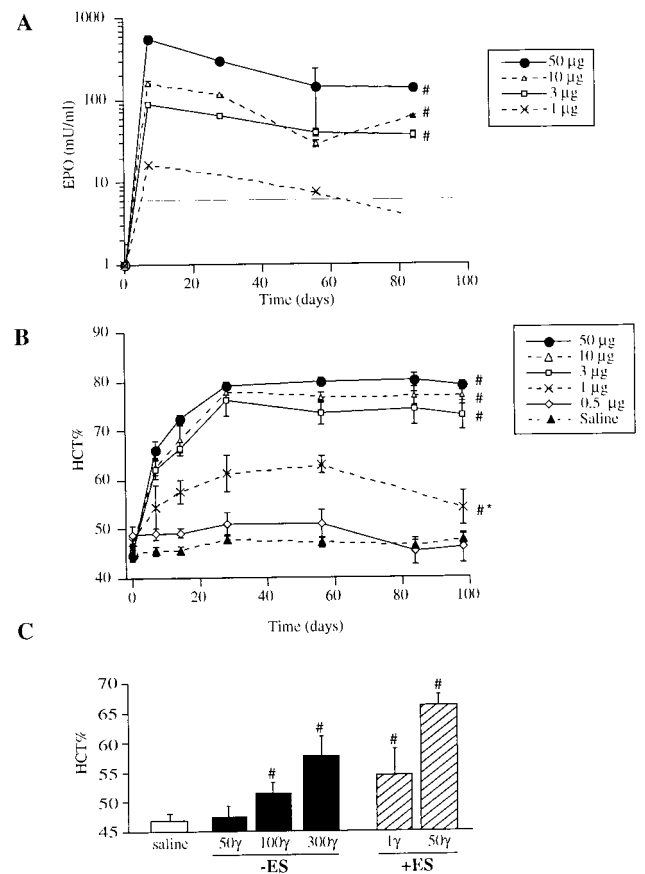 A
1000
100
10
1
EPO (mU/ml)
0
20
40
60
80
100
Time (days)
50 µg
10 µg
3 µg
1 µg
#
#
#
B
90
80
70
60
50
40
HCT%
0
20
40
60
80
100
Time (days)
50 µg
10 µg
3 µg
1 µg
0.5 µg
Saline
#
#
#
#*
C
70
65
60
55
50
45
HCT%
#
#
#
#
saline
50γ
100γ
300γ
1γ
50γ
-ES
+ES